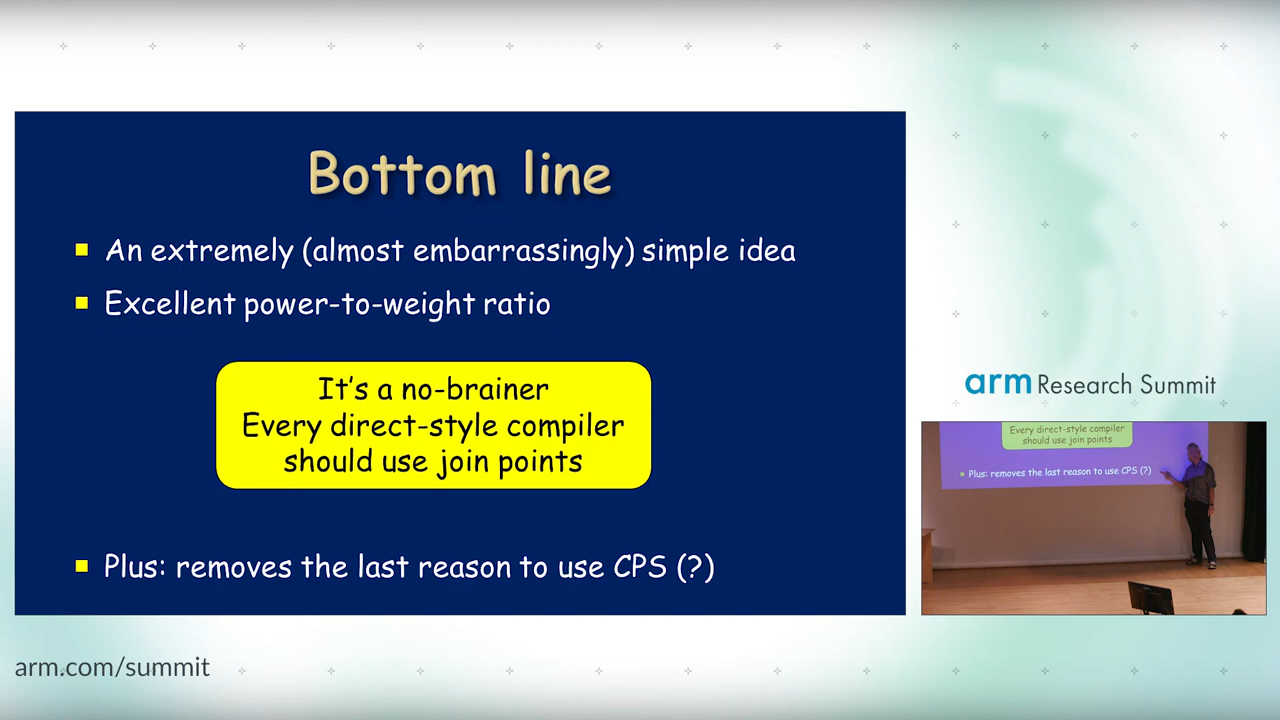 Bottom line
An extremely (almost embarrassingly) simple idea
Excellent power-to-weight ratio
It's a no-brainer
Every direct-style compiler
should use join points
Plus: removes the last reason to use CPS (?)
arm Research Summit
Every direct-style compiler
should use join points
Plus: removes the last reason to use CPS (?)
arm.com/summit